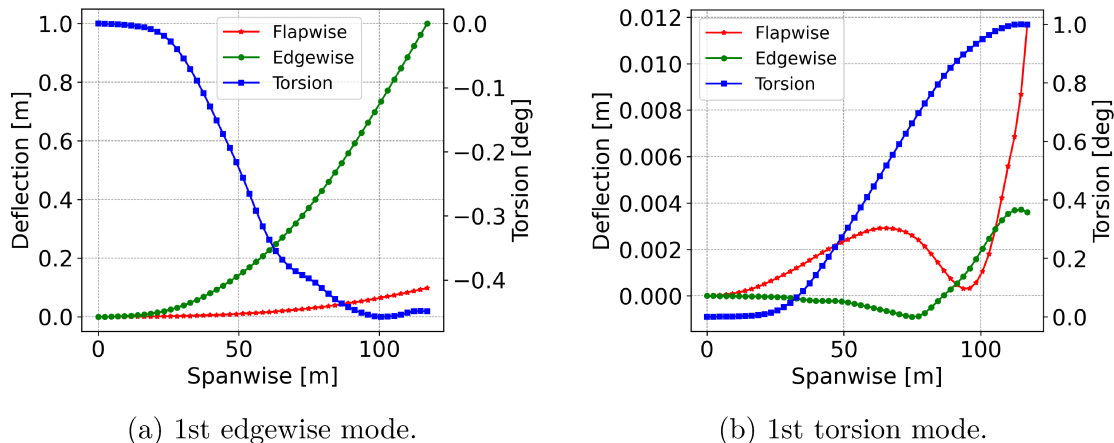 1.0
0.8
0.6
0.4
0.2
0.0
Deflection [m]
0.0
−0.1
−0.2
−0.3
−0.4
Torsion [deg]
Flapwise
Edgewise
Torsion
0
50
100
Spanwise [m]
(a) 1st edgewise mode.
0.012
0.010
0.008
0.006
0.004
0.002
0.000
Deflection [m]
1.0
0.8
0.6
0.4
0.2
0.0
Torsion [deg]
Flapwise
Edgewise
Torsion
0
50
100
Spanwise [m]
(b) 1st torsion mode.